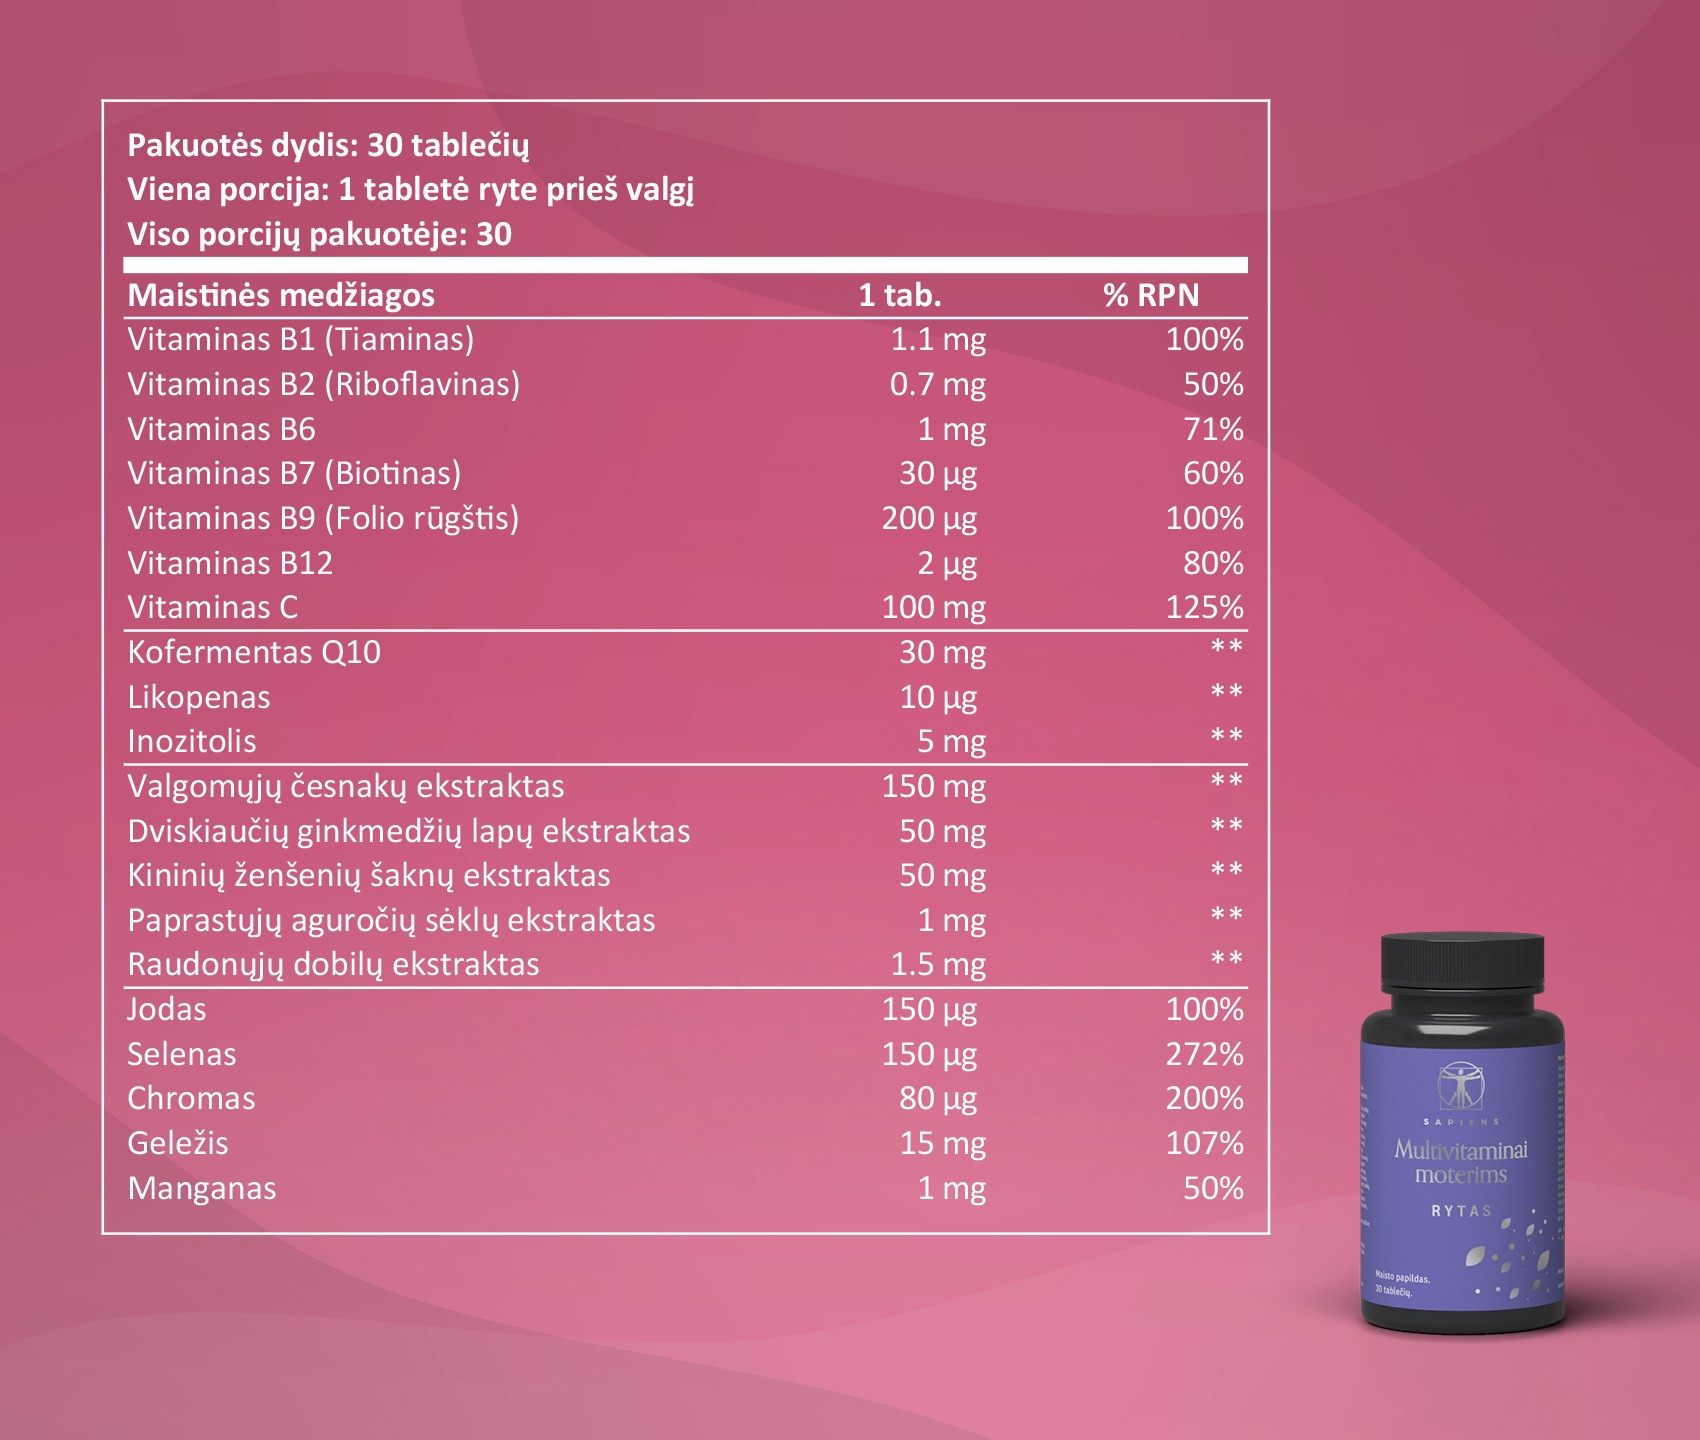 Pakuotės dydis: 30 tablečių
Viena porcija: 1 tabletė ryte prieš valgį
Viso porcijų pakuotėje: 30
Maistinės medžiagos 1 tab. % RPN
Vitaminas B1 (Tiaminas) 1.1 mg 100%
Vitaminas B2 (Riboflavinas) 0.7 mg 50%
Vitaminas B6 1 mg 71%
Vitaminas B7 (Biotinas) 30 µg 60%
Vitaminas B9 (Folio rūgštis) 200 µg 100%
Vitaminas B12 2 µg 80%
Vitaminas C 100 mg 125%
Kofermentas Q10 30 mg **
Likopenas 10 µg **
Inozitolis 5 mg **
Valgomųjų česnakų ekstraktas 150 mg **
Dviskiaučių ginkmedžių lapų ekstraktas 50 mg **
Kininių ženšenių šaknų ekstraktas 50 mg **
Paprastųjų aguročių sėklų ekstraktas 1 mg **
Raudonųjų dobilų ekstraktas 1.5 mg **
Jodas 150 µg 100%
Selenas 150 µg 272%
Chromas 80 µg 200%
Geležis 15 mg 107%
Manganas 1 mg 50%
SAPIENS
Multivitaminai
moterims
RYTAS
Maisto papildas.
30 tablečių.